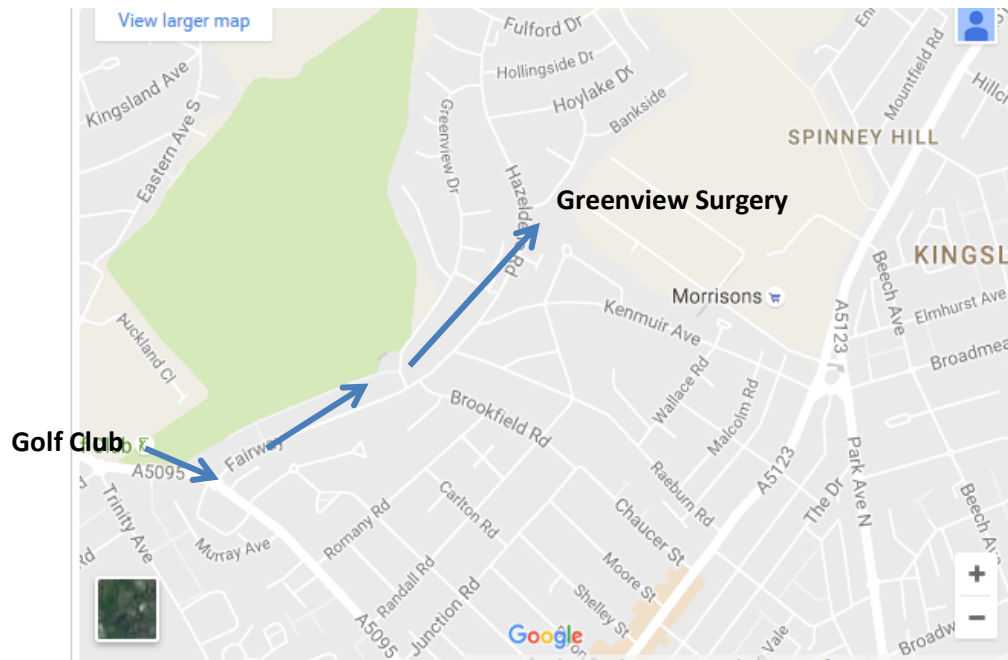 View larger map
Fulford Dr
Hollingside Dr
Hoylake Dr
Kingsland Ave
Eastern Ave S
Greenview Dr
Bankside
Mountfield Rd
SPINNEY HILL
Greenview Surgery
Rd
KINGSL
Beech Ave
Morrisons
Elmhurst Ave
Kenmuir Ave
A5123
Broadmea
Auckland Cl
Wallace Rd
Malcolm Rd
Brookfield Rd
Golf Club
Fairway
A5095
Trinity Ave
Murray Ave
Romany Rd
Carlton Rd
Raeburn Rd
Chaucer St
A5123
The Dr
Park Ave N
Beech Av
Randall Rd
Junction Rd
Moore St
Shelley St
A5095
Google
Vale
Broadw
+
−